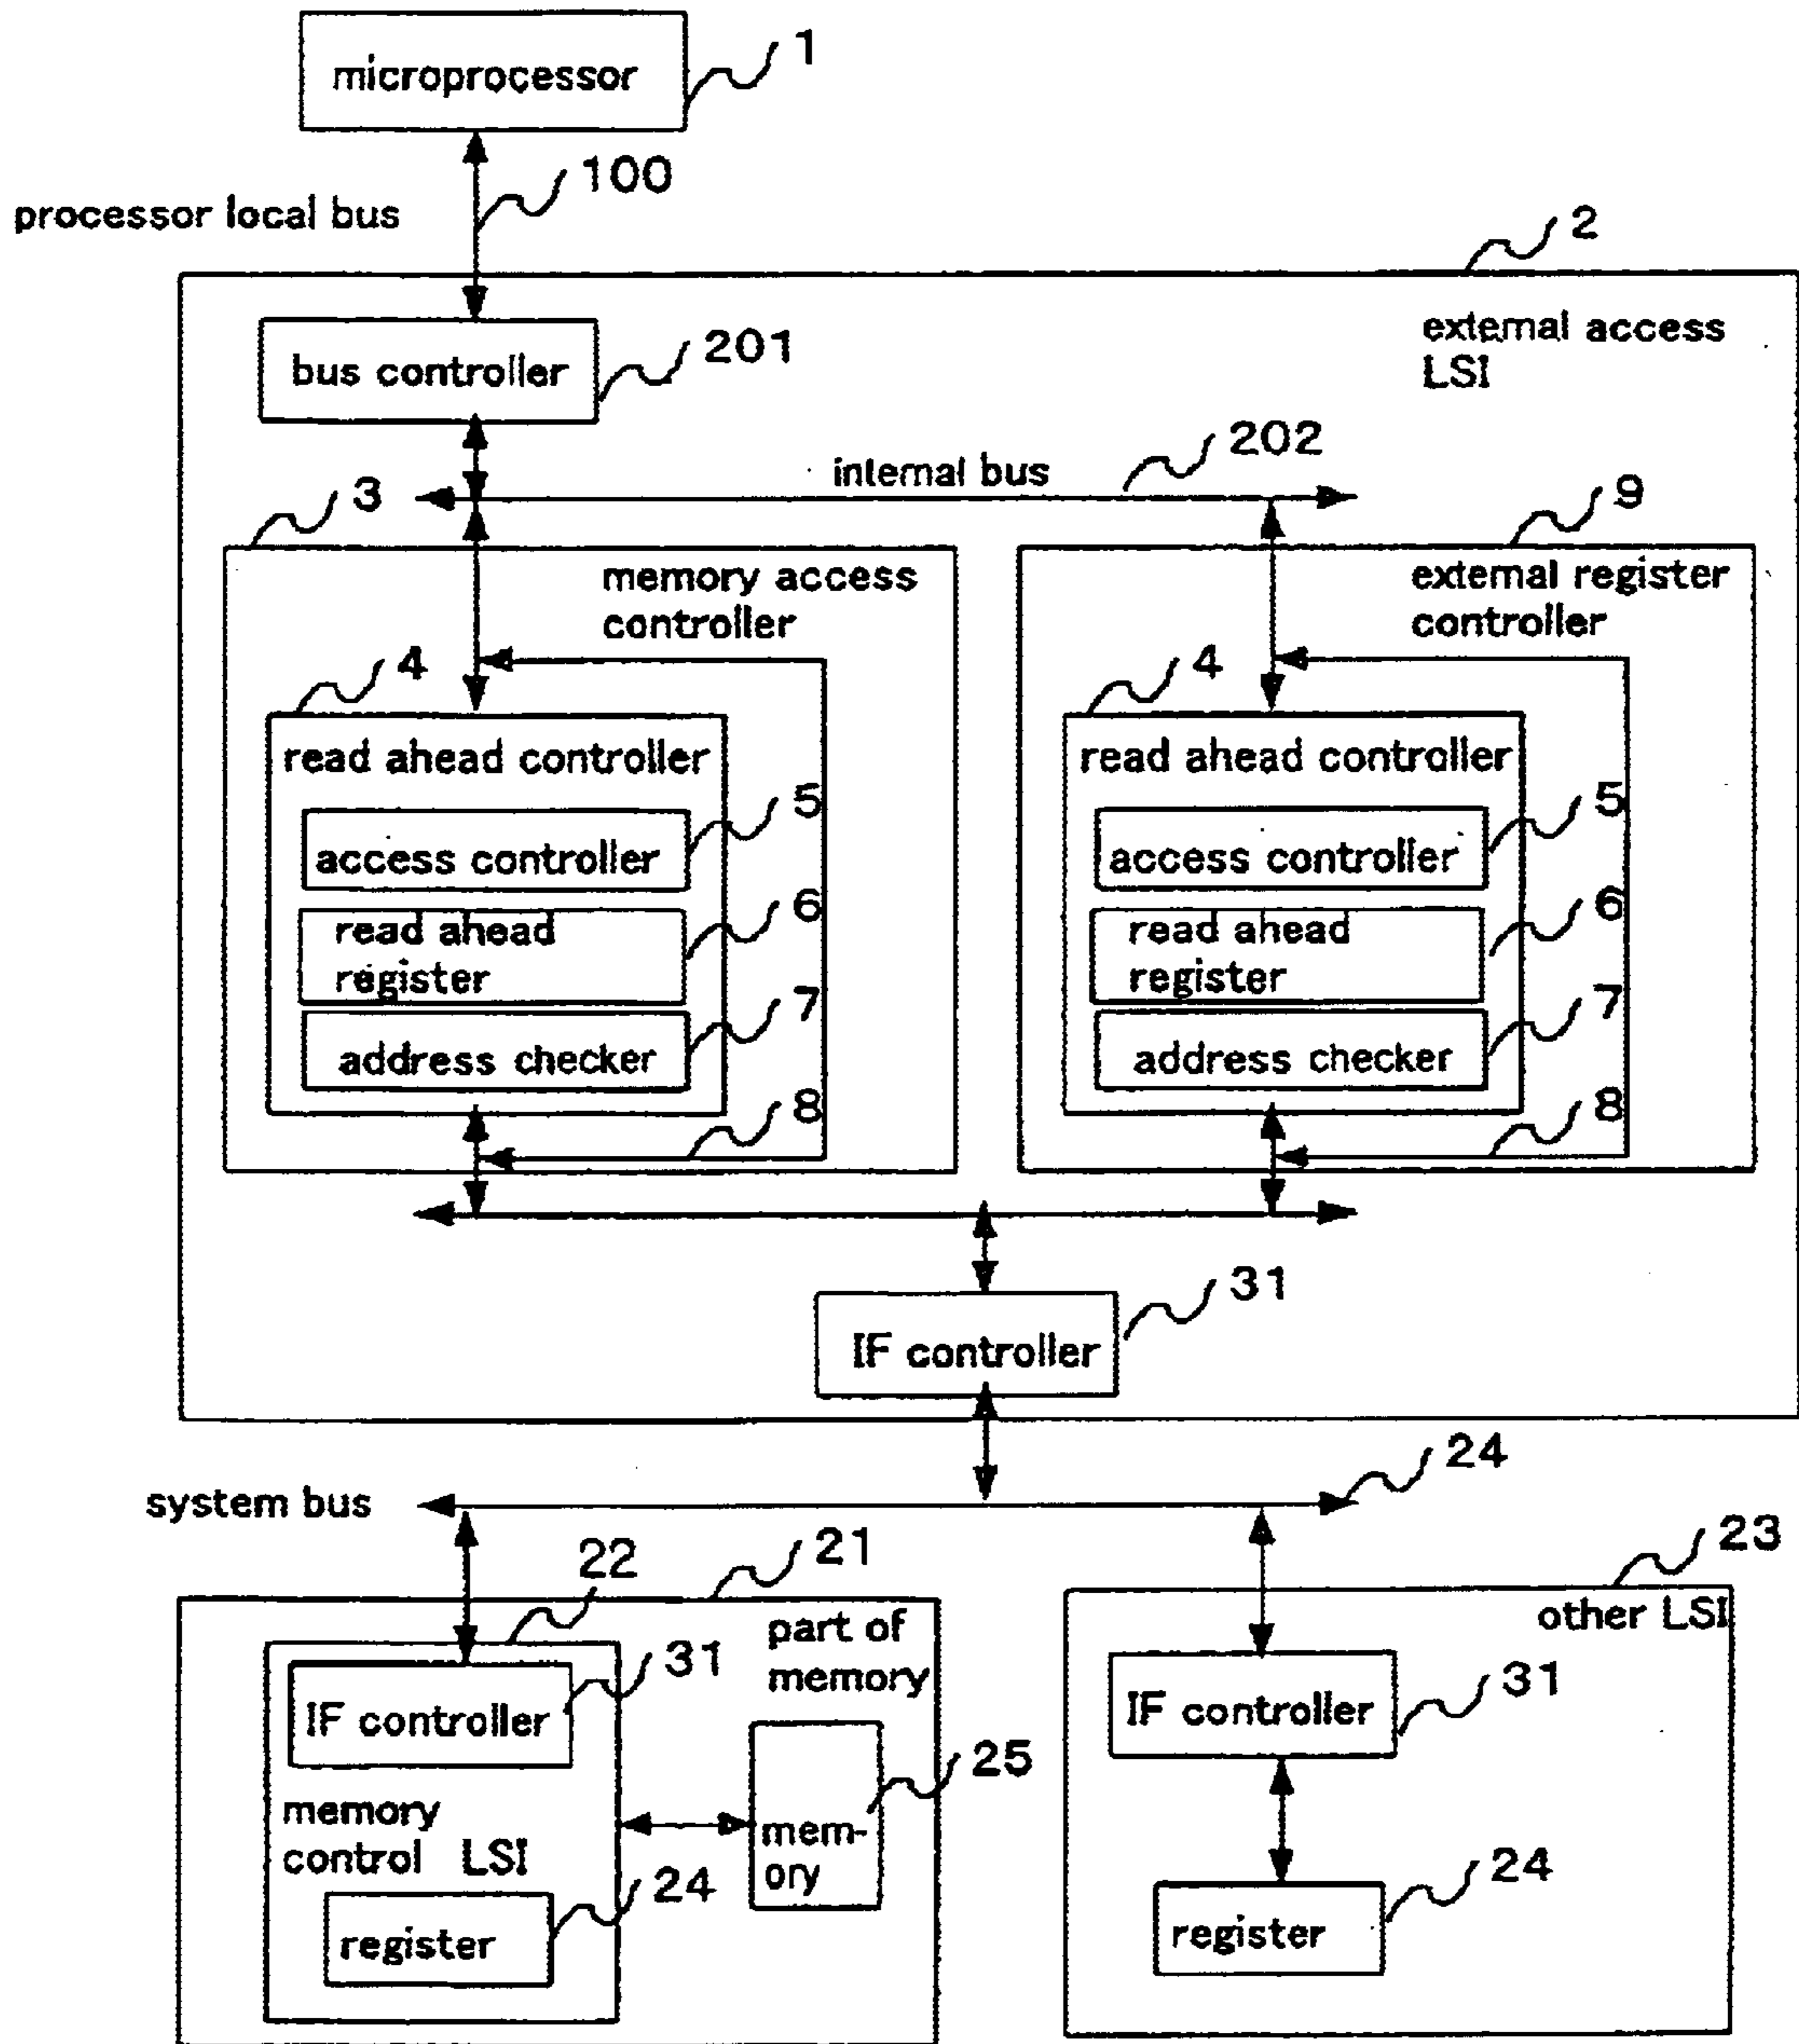 microprocessor
1
100
processor local bus
2
external access
LSI
bus controller
201
202
internal bus
3
9
memory access
controller
external register
controller
4
4
read ahead controller
5
access controller
6
read ahead
register
7
address checker
8
read ahead controller
5
access controller
6
read ahead
register
7
address checker
8
31
IF controller
24
system bus
22
21
23
part of
memory
other LSI
31
IF controller
25
mem-
ory
memory
control LSI
24
register
IF controller
31
24
register